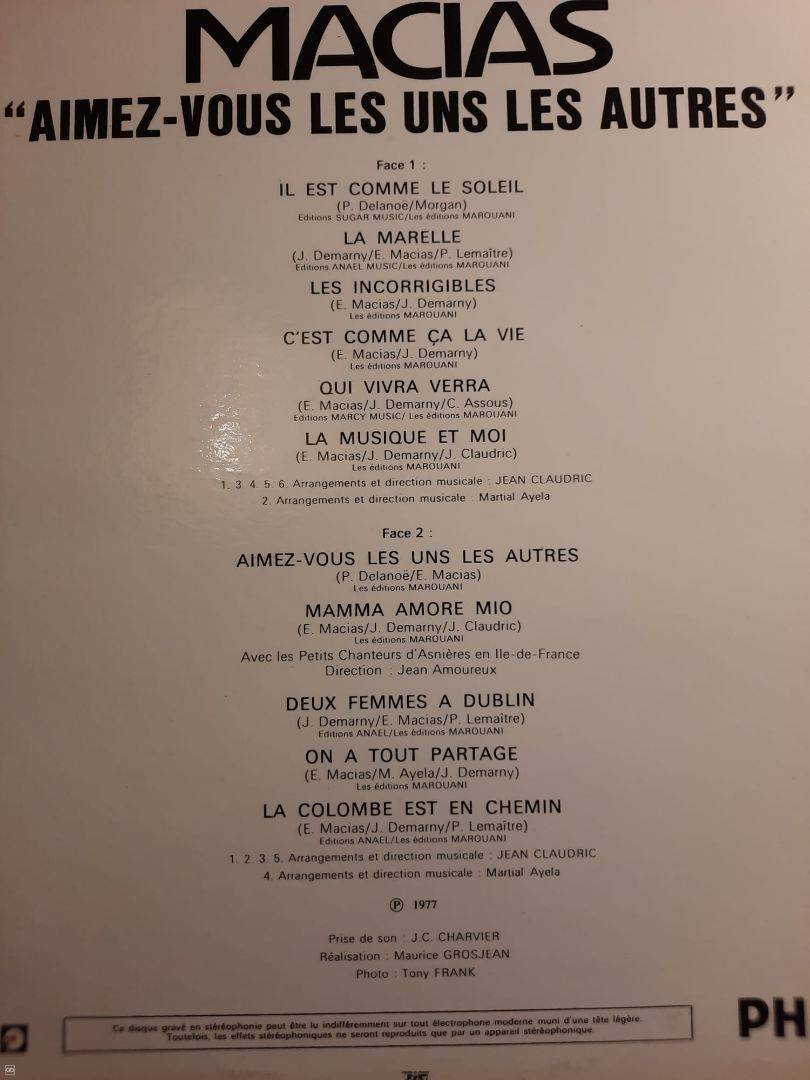 MACIAS
“AIMEZ-VOUS LES UNS LES AUTRES”
Face 1 :
IL EST COMME LE SOLEIL
(P. Delanoë/Morgan)
Editions SUGAR MUSIC/Les éditions MAROUANI
LA MARELLE
(J. Demarny/E. Macias/P. Lemaître)
Editions ANAEL MUSIC/Les éditions MAROUANI
LES INCORRIGIBLES
(E. Macias/J. Demarny)
Les éditions MAROUANI
C'EST COMME ÇA LA VIE
(E. Macias/J. Demarny)
Les éditions MAROUANI
QUI VIVRA VERRA
(E. Macias/J. Demarny/C. Assous)
Editions MARCY MUSIC/ Les éditions MAROUANI
LA MUSIQUE ET MOI
(E. Macias/J. Demarny/J. Claudric)
Les éditions MAROUANI
1. 3. 4. 5. 6. Arrangements et direction musicale : JEAN CLAUDRIC
2. Arrangements et direction musicale : Martial Ayela
Face 2 :
AIMEZ-VOUS LES UNS LES AUTRES
(P. Delanoë/E. Macias)
Les éditions MAROUANI
MAMMA AMORE MIO
(E. Macias/J. Demarny/J. Claudric)
Les éditions MAROUANI
Avec les Petits Chanteurs d'Asnières en Ile-de-France
Direction : Jean Amoureux
DEUX FEMMES A DUBLIN
(J. Demarny/E. Macias/P. Lemaître)
Editions ANAEL/Les éditions MAROUANI
ON A TOUT PARTAGE
(E. Macias/M. Ayela/J. Demarny)
Les éditions MAROUANI
LA COLOMBE EST EN CHEMIN
(E. Macias/J. Demarny/P. Lemaître)
Editions ANAEL/Les éditions MAROUANI
1. 2. 3. 5. Arrangements et direction musicale : JEAN CLAUDRIC
4. Arrangements et direction musicale : Martial Ayela
Ⓟ 1977
Prise de son : J.C. CHARVIER
Réalisation : Maurice GROSJEAN
Photo : Tony FRANK
Ce disque gravé en stéréophonie peut être lu indifféremment sur tout électrophone moderne muni d'une tête légère.
Toutefois, les effets stéréophoniques ne seront reproduits que par un appareil stéréophonique.
PH